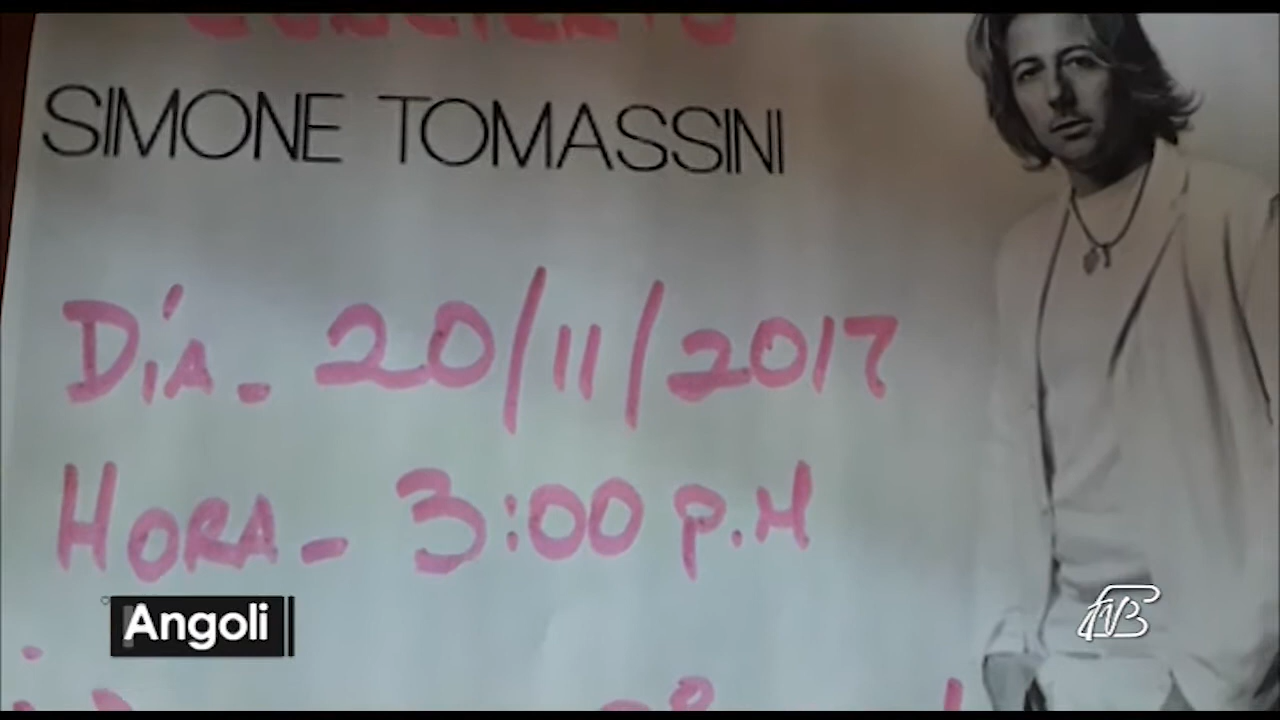 SIMONE TOMASSINI
Día - 20/11/2017
HORA - 3:00 p.M
Angoli